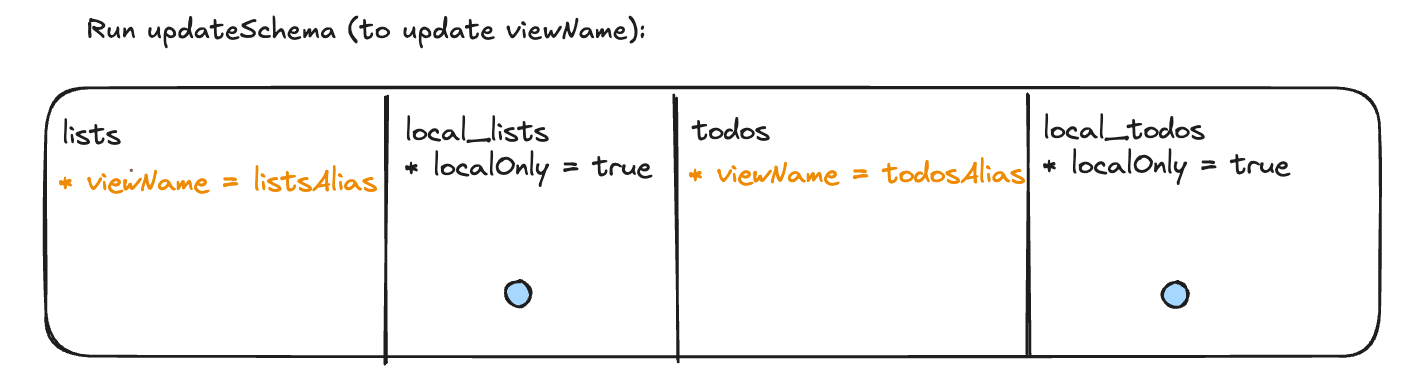 Run updateSchema (to update viewName):
lists
* viewName = listsAlias
local_lists
* localOnly = true
todos
* viewName = todosAlias
local_todos
* localOnly = true